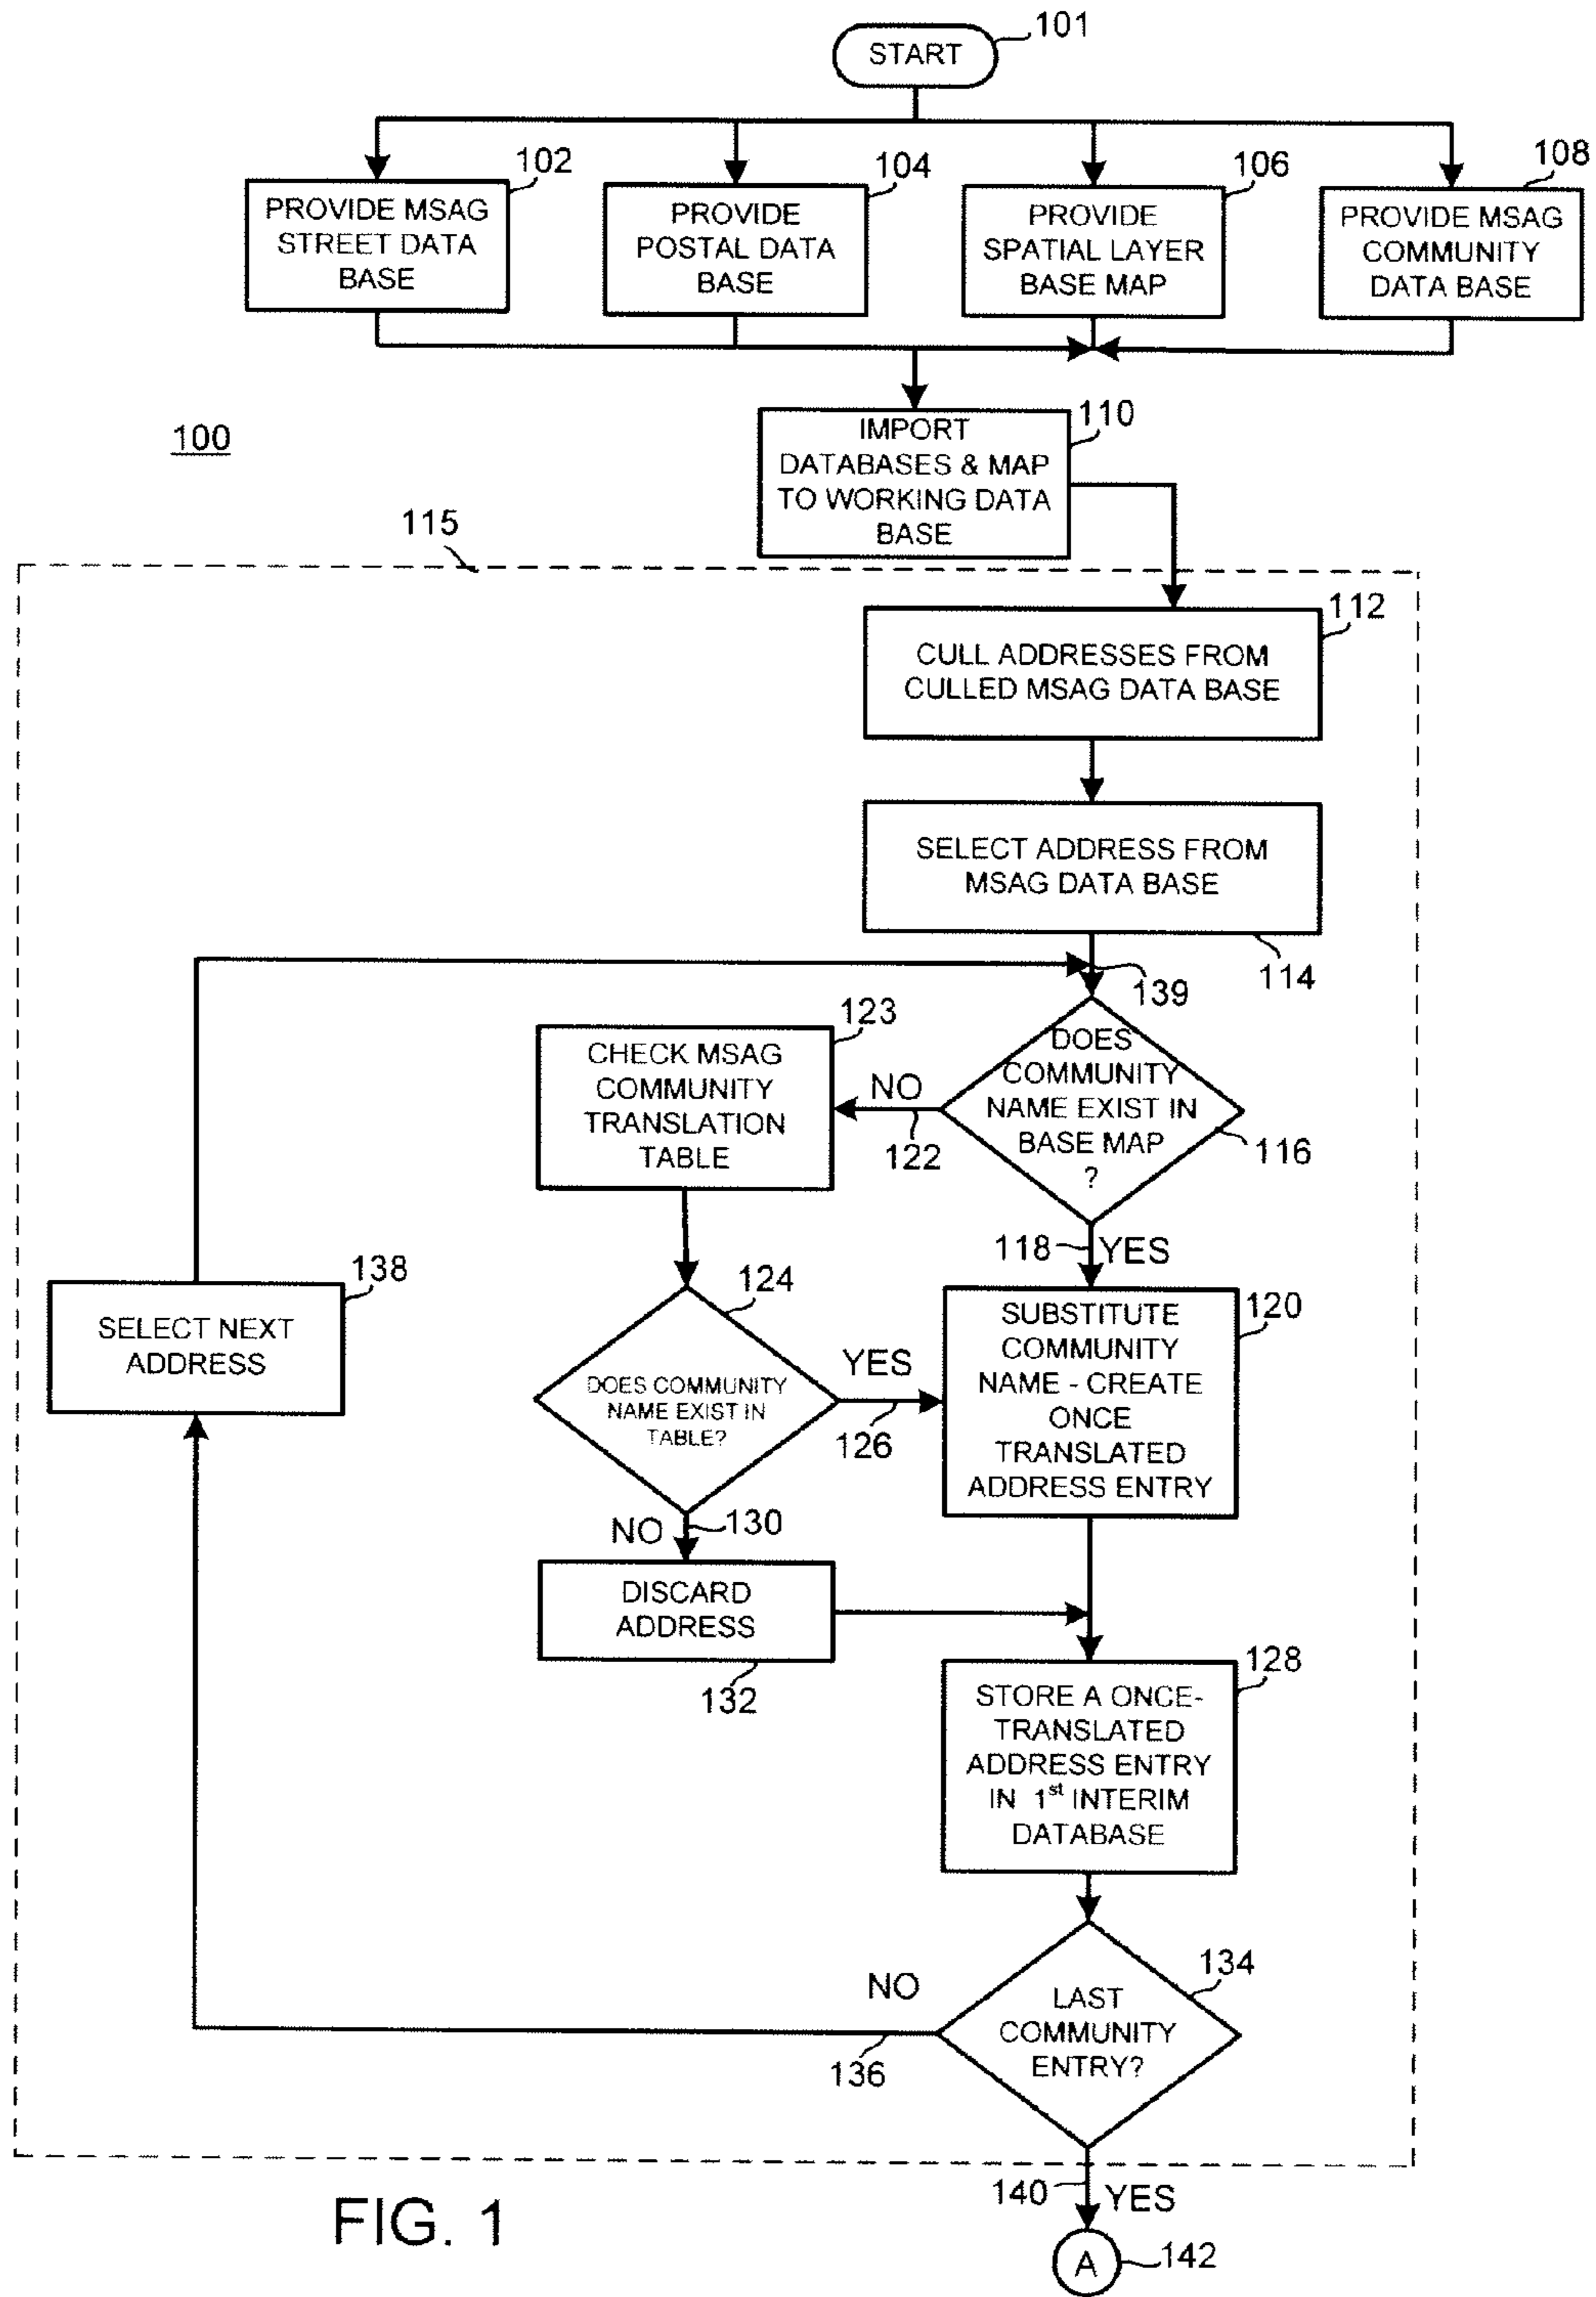 START
101
102
104
106
108
PROVIDE MSAG
STREET DATA
BASE
PROVIDE
POSTAL DATA
BASE
PROVIDE
SPATIAL LAYER
BASE MAP
PROVIDE MSAG
COMMUNITY
DATA BASE
100
110
IMPORT
DATABASES & MAP
TO WORKING DATA
BASE
115
112
CULL ADDRESSES FROM
CULLED MSAG DATA BASE
SELECT ADDRESS FROM
MSAG DATA BASE
114
139
123
CHECK MSAG
COMMUNITY
TRANSLATION
TABLE
NO
122
DOES
COMMUNITY
NAME EXIST IN
BASE MAP
?
116
118
YES
138
SELECT NEXT
ADDRESS
124
DOES COMMUNITY
NAME EXIST IN
TABLE?
YES
126
120
SUBSTITUTE
COMMUNITY
NAME - CREATE
ONCE
TRANSLATED
ADDRESS ENTRY
NO
130
DISCARD
ADDRESS
132
128
STORE A ONCE-
TRANSLATED
ADDRESS ENTRY
IN 1st INTERIM
DATABASE
134
LAST
COMMUNITY
ENTRY?
NO
136
140
YES
A
142
FIG. 1